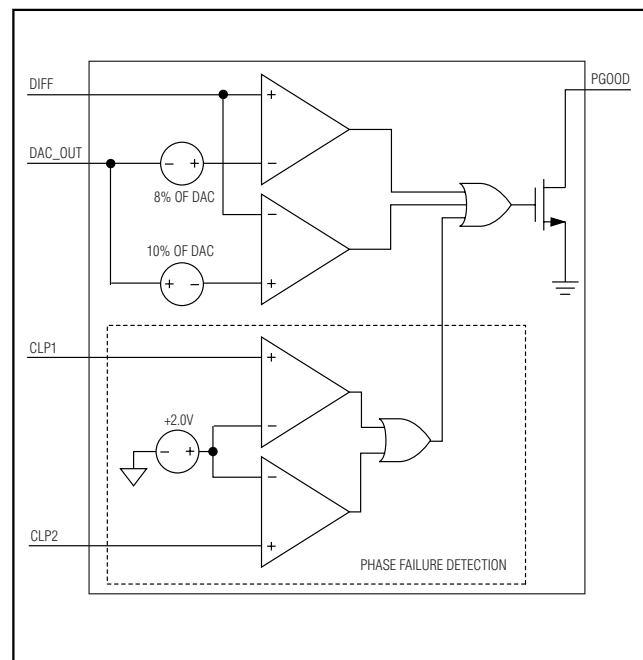 DIFF
PGOOD
+
DAC_OUT
- +
-
8% OF DAC
-
10% OF DAC
+ -
+
CLP1
+
+2.0V
-
- +
-
CLP2
+
PHASE FAILURE DETECTION